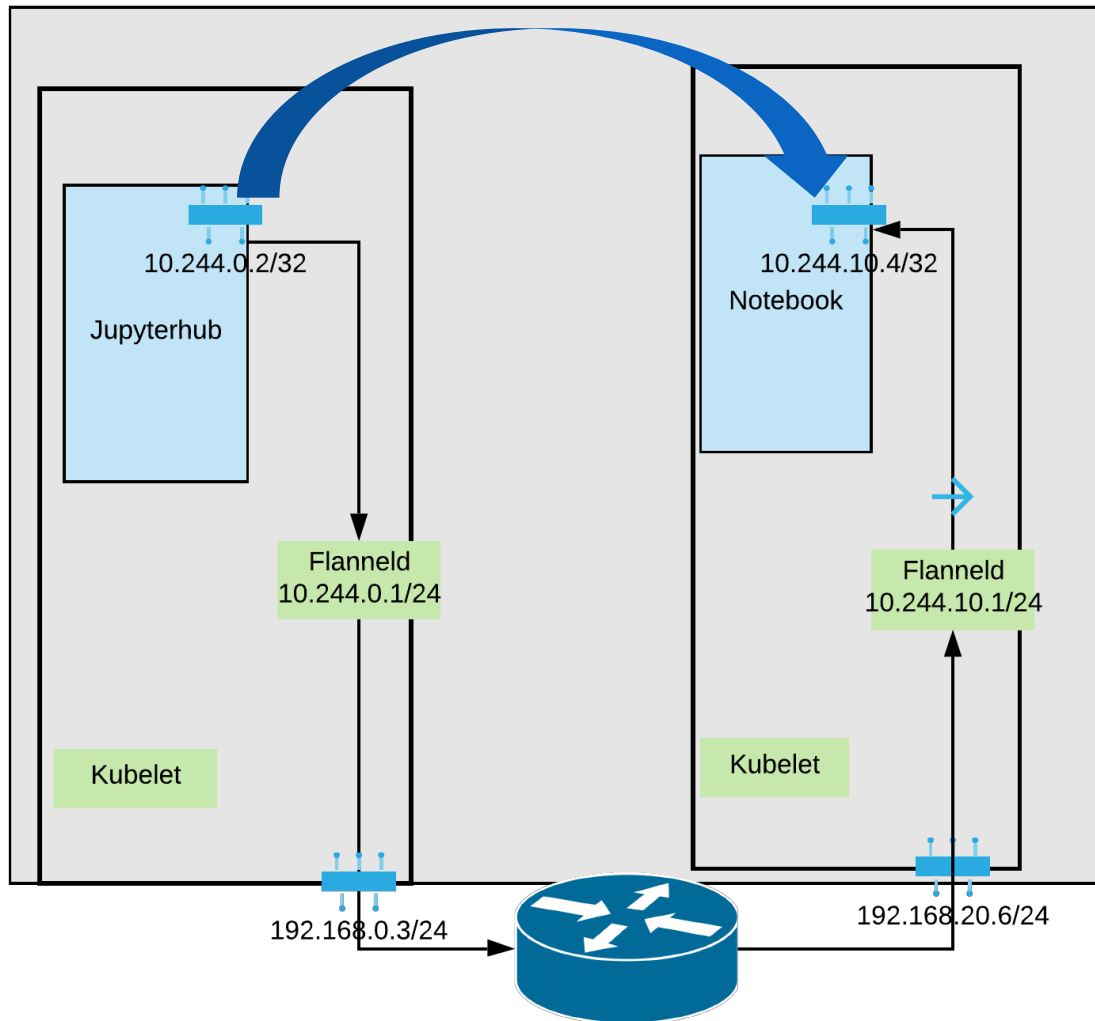 10.244.0.2/32
Jupyterhub
Flanneld
10.244.0.1/24
Kubelet
192.168.0.3/24
10.244.10.4/32
Notebook
Flanneld
10.244.10.1/24
Kubelet
192.168.20.6/24